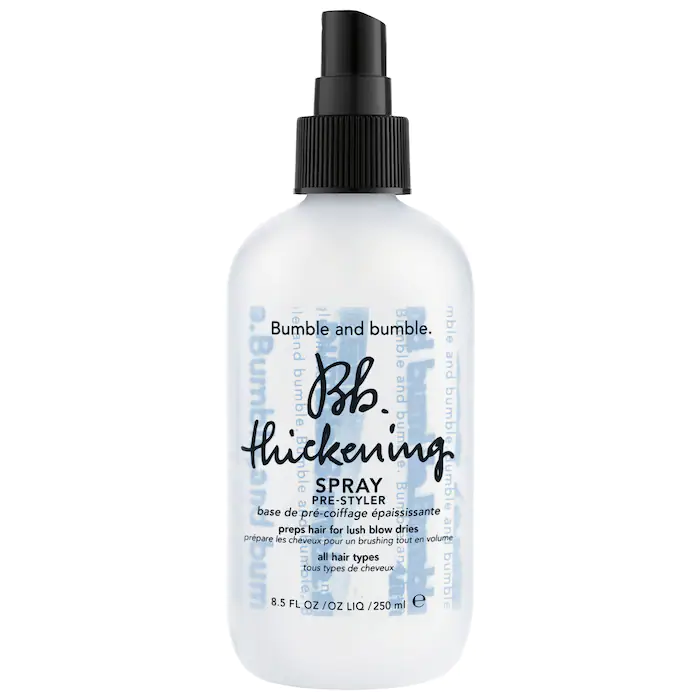 Bumble and bumble.
Bb.
thickening
SPRAY
PRE-STYLER
base de pré-coiffage épaississante
preps hair for lush blow dries
prépare les cheveux pour un brushing tout en volume
all hair types
tous types de cheveux
8.5 FL OZ / OZ LIQ / 250 ml ℮